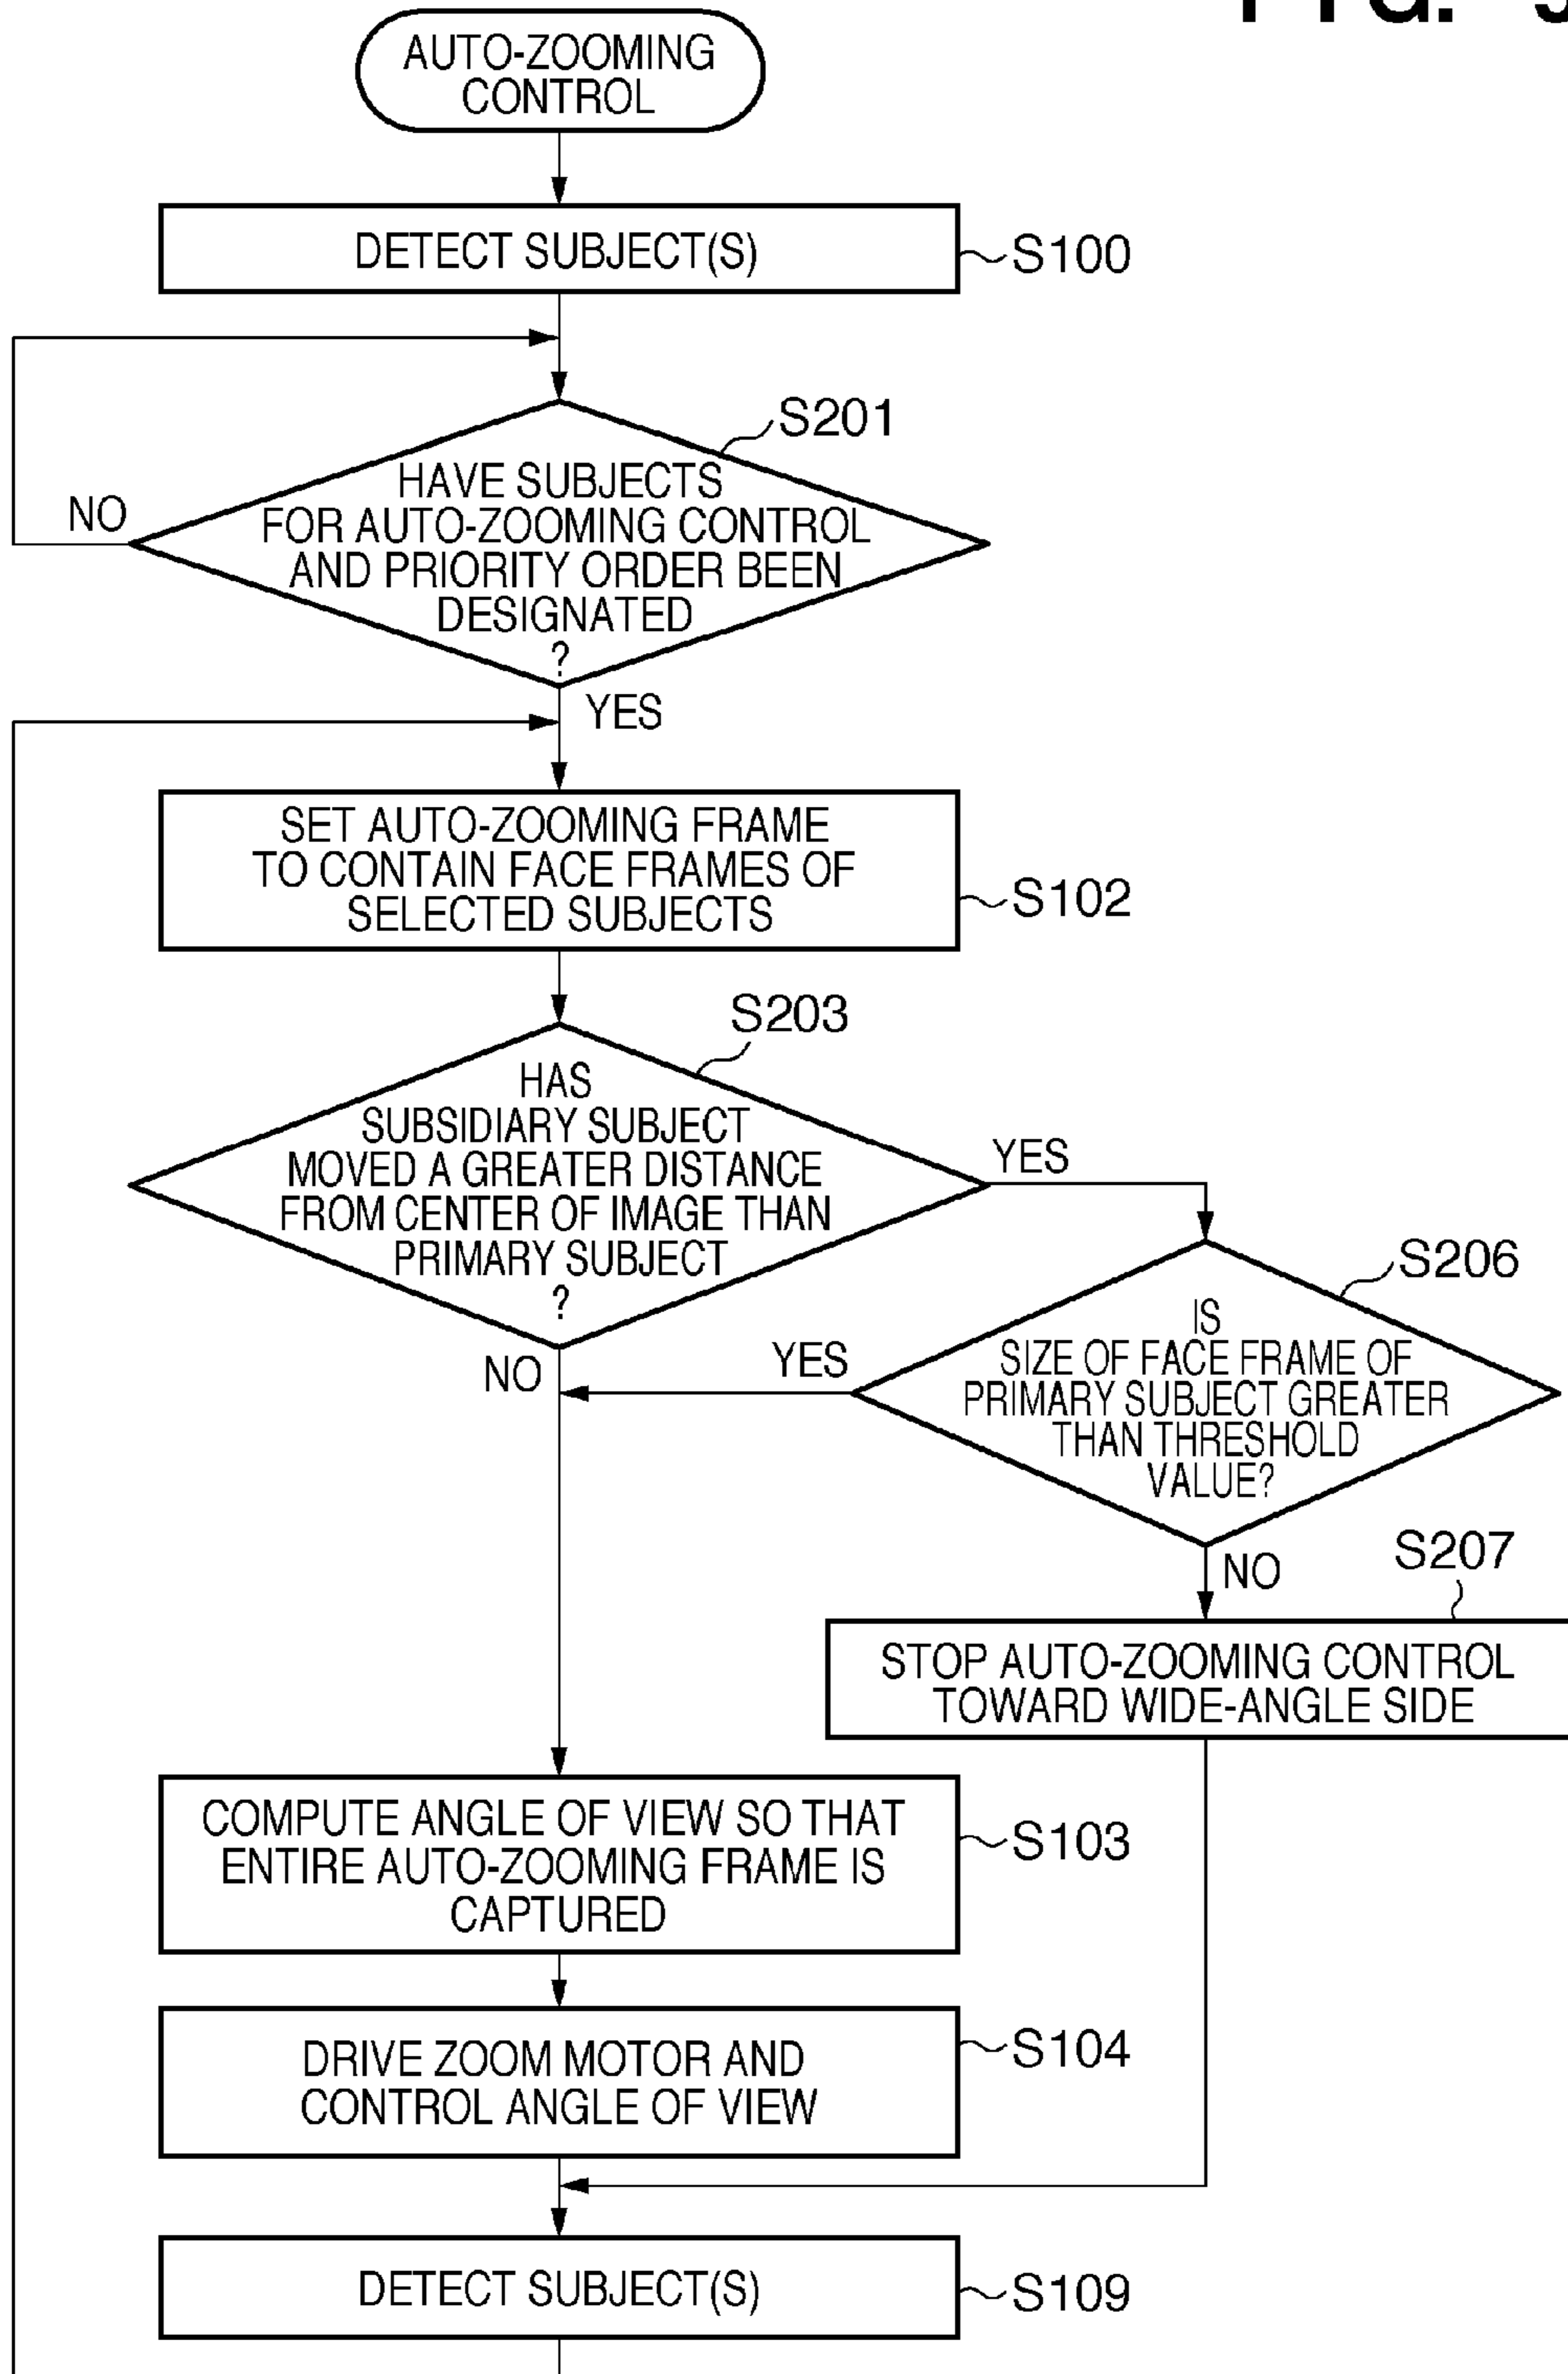 FIG.
AUTO-ZOOMING
CONTROL
DETECT SUBJECT(S)
S100
S201
HAVE SUBJECTS
FOR AUTO-ZOOMING CONTROL
AND PRIORITY ORDER BEEN
DESIGNATED
?
NO
YES
SET AUTO-ZOOMING FRAME
TO CONTAIN FACE FRAMES OF
SELECTED SUBJECTS
S102
S203
HAS
SUBSIDIARY SUBJECT
MOVED A GREATER DISTANCE
FROM CENTER OF IMAGE THAN
PRIMARY SUBJECT
?
YES
NO
S206
IS
SIZE OF FACE FRAME OF
PRIMARY SUBJECT GREATER
THAN THRESHOLD
VALUE?
YES
NO
S207
STOP AUTO-ZOOMING CONTROL
TOWARD WIDE-ANGLE SIDE
COMPUTE ANGLE OF VIEW SO THAT
ENTIRE AUTO-ZOOMING FRAME IS
CAPTURED
S103
DRIVE ZOOM MOTOR AND
CONTROL ANGLE OF VIEW
S104
DETECT SUBJECT(S)
S109